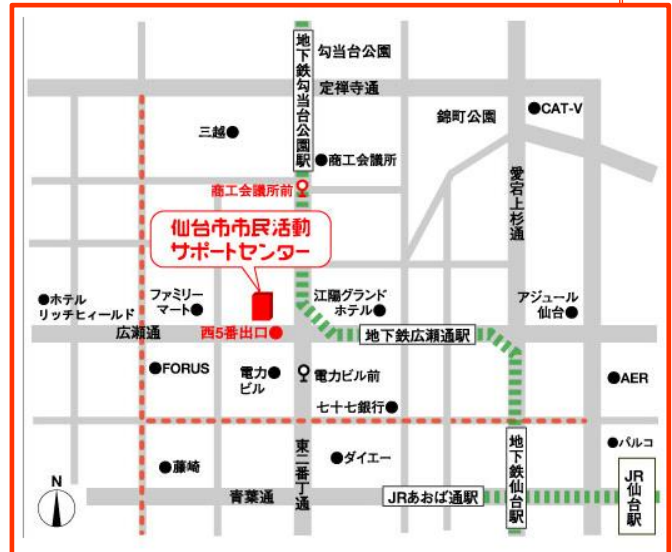 地下鉄勾当台公園駅
勾当台公園
定禅寺通
錦町公園
CAT-V
三越
商工会議所
商工会議所前
愛宕上杉通
仙台市市民活動
サポートセンター
ホテル
リッチヒィールド
ファミリー
マート
江陽グランド
ホテル
アジュール
仙台
広瀬通
西5番出口
地下鉄広瀬通駅
FORUS
電力
ビル
電力ビル前
AER
七十七銀行
パルコ
藤崎
東二番丁通
ダイエー
地下鉄仙台駅
N
青葉通
JRあおば通駅
JR
仙台駅